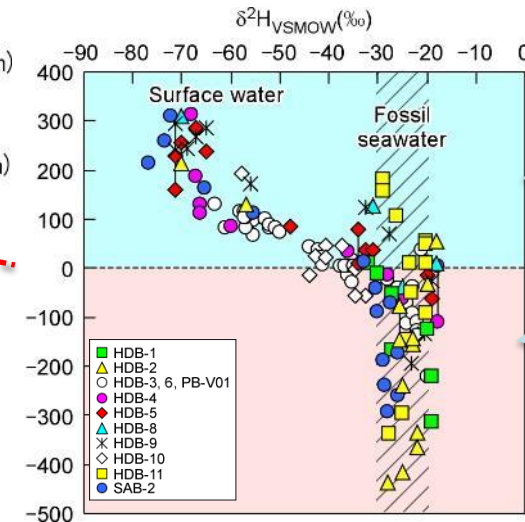 δ²H_VSMOW(‰)
−90 −80 −70 −60 −50 −40 −30 −20 −10 0
400
300
200
100
0
−100
−200
−300
−400
−500
Surface water
Fossil
seawater
HDB-1
HDB-2
HDB-3, 6, PB-V01
HDB-4
HDB-5
HDB-8
HDB-9
HDB-10
HDB-11
SAB-2